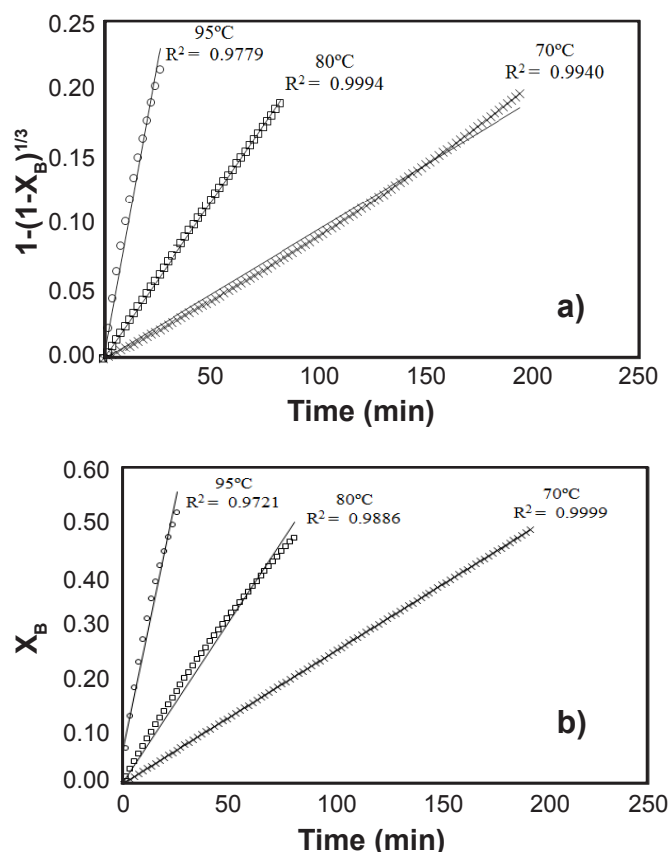 0.25
95ºC
R² = 0.9779
80ºC
R² = 0.9994
70ºC
R² = 0.9940
0.20
0.15
0.10
0.05
0.00
1-(1-X_B)^1/3
a)
50
100
150
200
250
Time (min)
0.60
95ºC
R² = 0.9721
80ºC
R² = 0.9886
70ºC
R² = 0.9999
0.50
0.40
0.30
0.20
0.10
0.00
X_B
b)
0
50
100
150
200
250
Time (min)